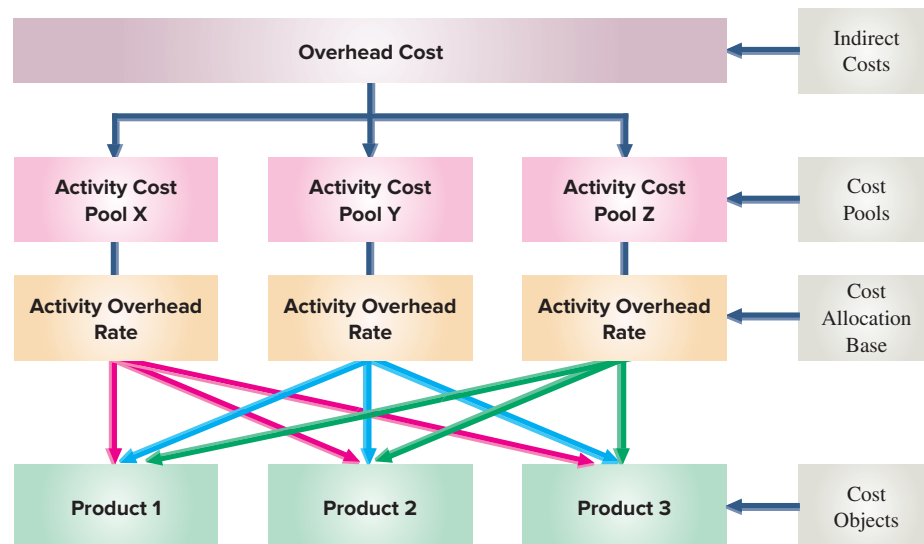 Overhead Cost
Indirect
Costs
Activity Cost
Pool X
Activity Cost
Pool Y
Activity Cost
Pool Z
Cost
Pools
Activity Overhead
Rate
Activity Overhead
Rate
Activity Overhead
Rate
Cost
Allocation
Base
Product 1
Product 2
Product 3
Cost
Objects